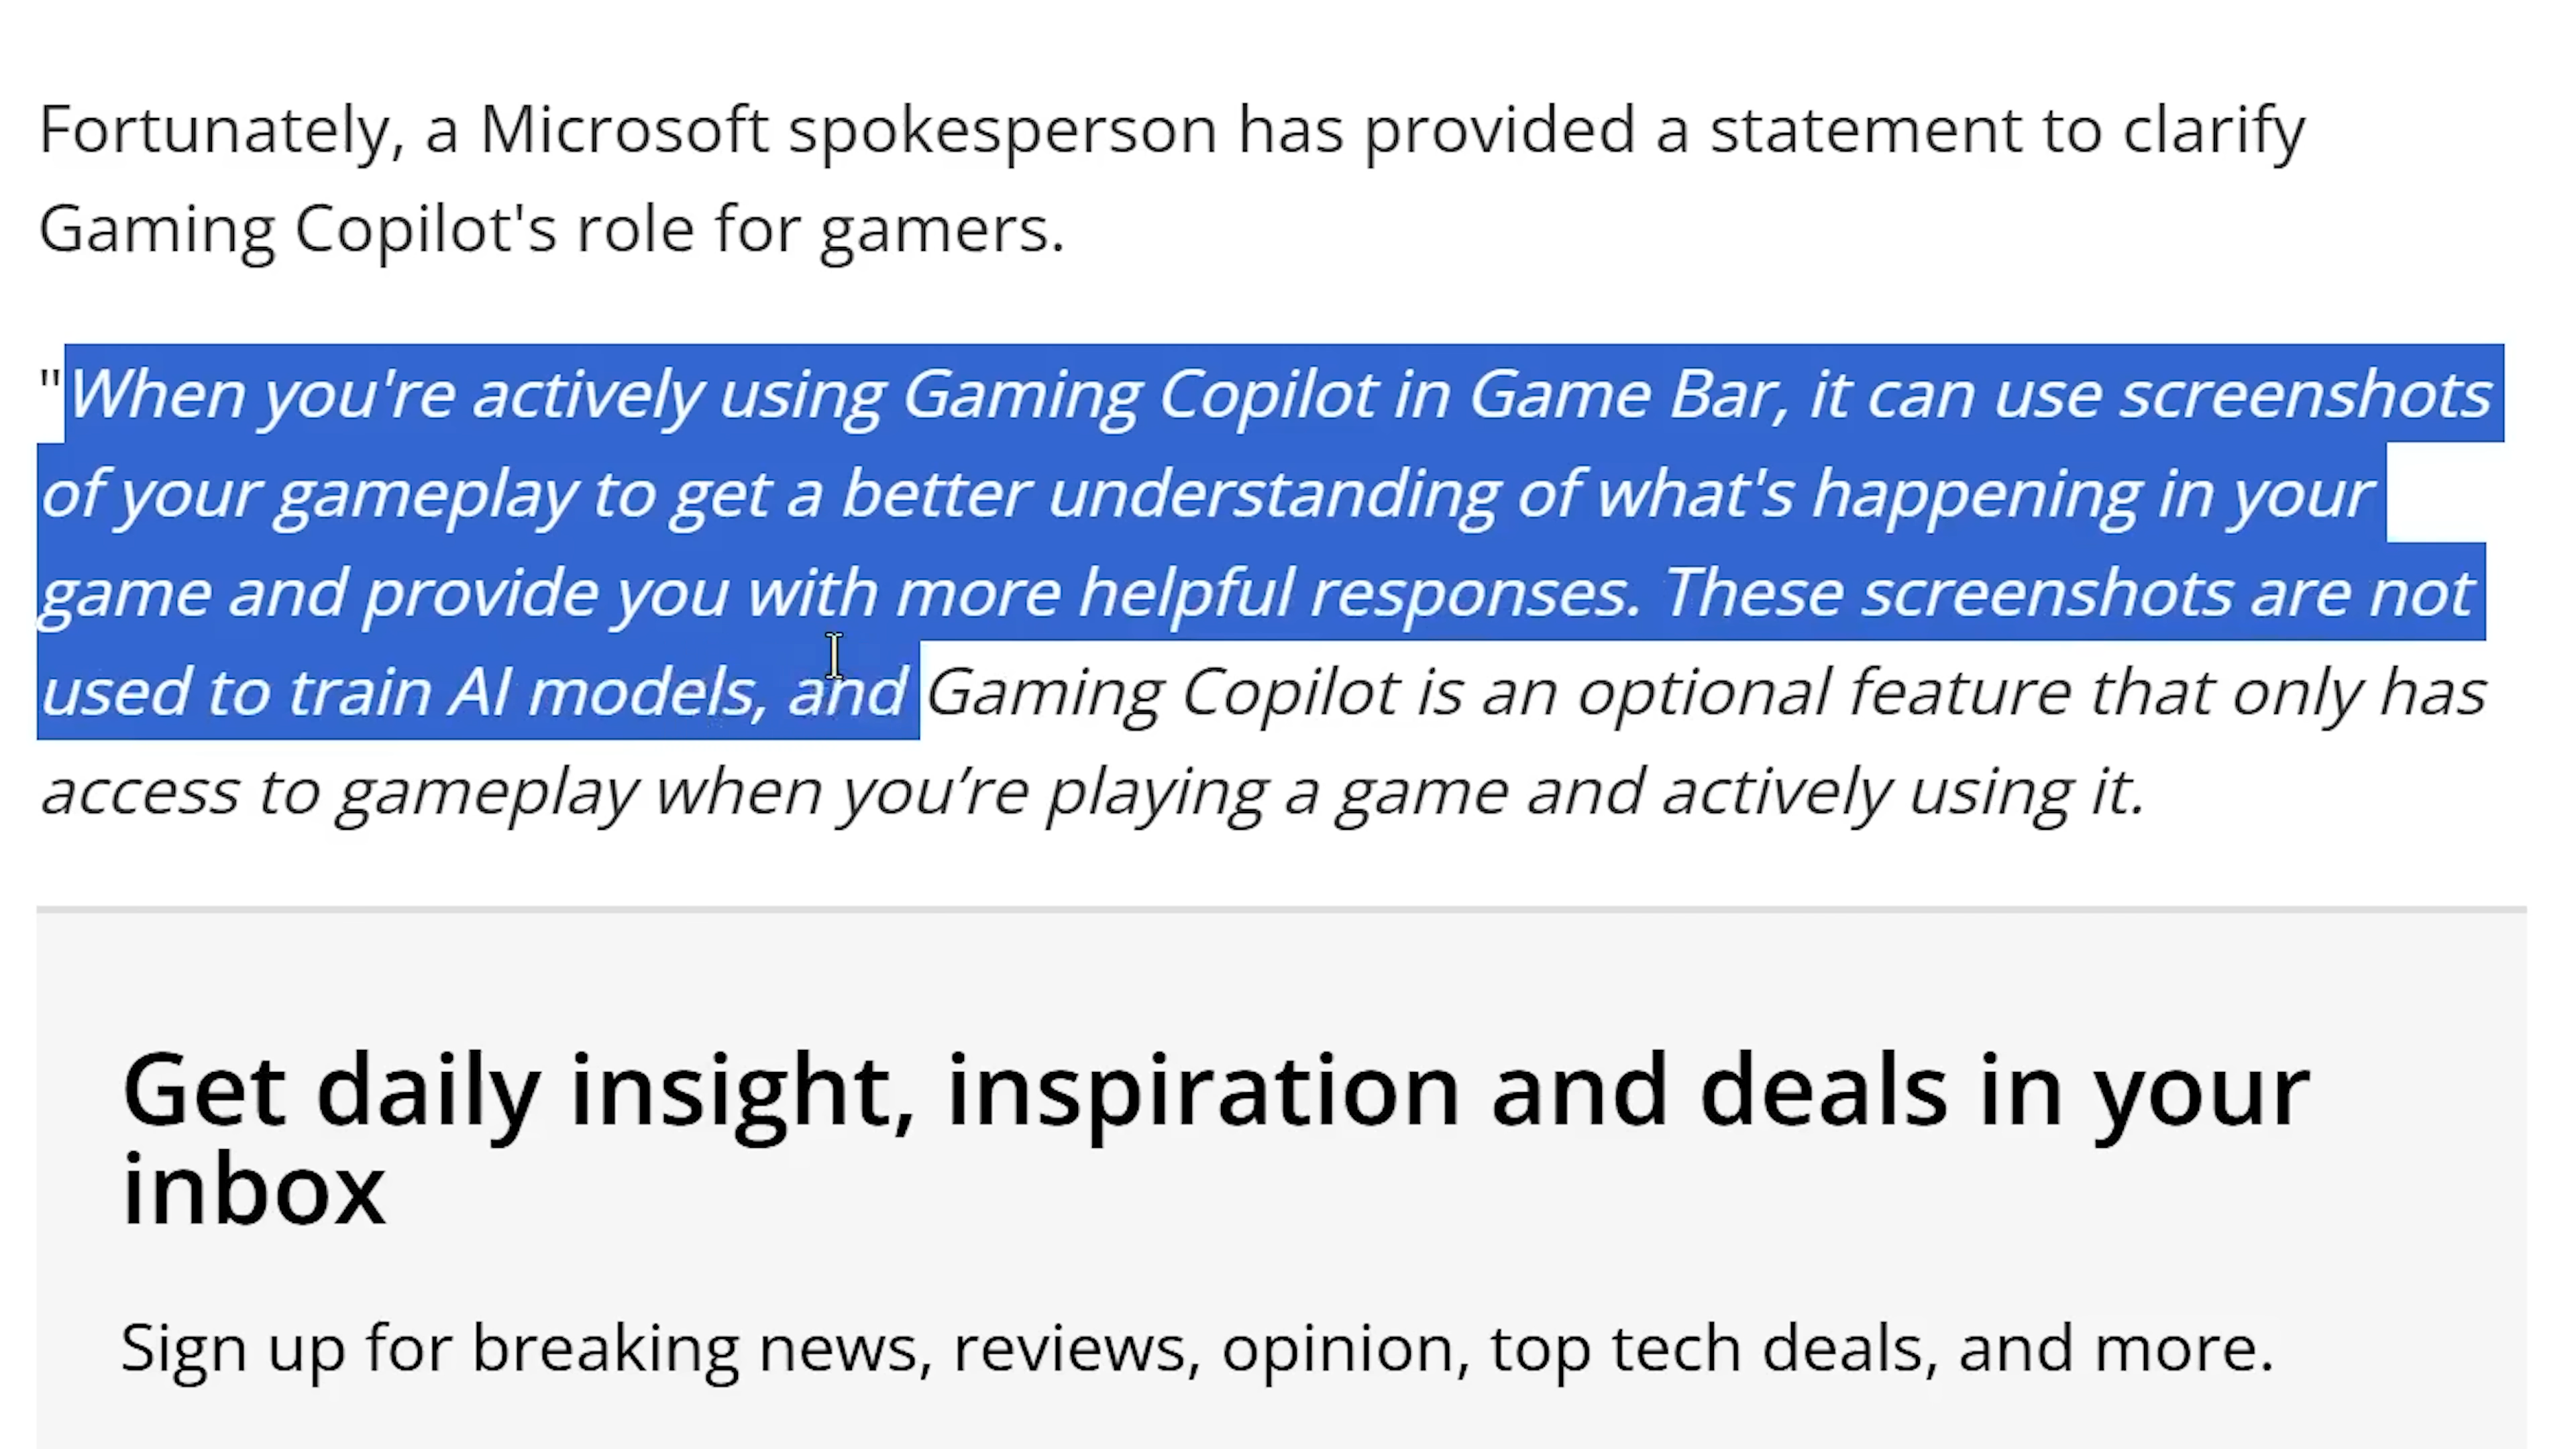 Fortunately, a Microsoft spokesperson has provided a statement to clarify
Gaming Copilot's role for gamers.
"When you're actively using Gaming Copilot in Game Bar, it can use screenshots
of your gameplay to get a better understanding of what's happening in your
game and provide you with more helpful responses. These screenshots are not
used to train AI models, and Gaming Copilot is an optional feature that only has
access to gameplay when you’re playing a game and actively using it.
Get daily insight, inspiration and deals in your
inbox
Sign up for breaking news, reviews, opinion, top tech deals, and more.